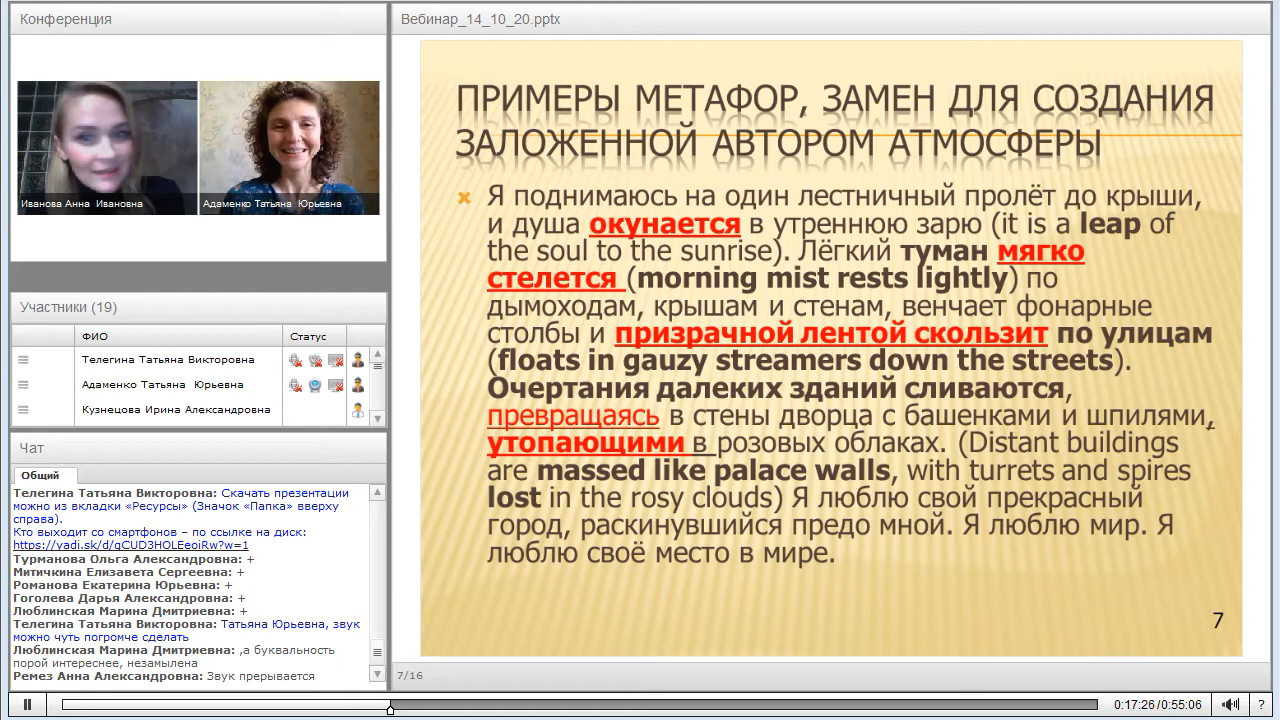 Конференция
Иванова Анна Ивановна
Адаменко Татьяна Юрьевна
Участники (19)
ФИО
Статус
Телегина Татьяна Викторовна
Адаменко Татьяна Юрьевна
Кузнецова Ирина Александровна
Чат
Общий
Телегина Татьяна Викторовна: Скачать презентации
можно из вкладки «Ресурсы» (Значок «Папка» вверху
справа).
Кто выходит со смартфонов – по ссылке на диск:
https://yadi.sk/d/gCUD3HOLEeoiRw?w=1
Турманова Ольга Александровна: +
Митичкина Елизавета Сергеевна: +
Романова Екатерина Юрьевна: +
Гоголева Дарья Александровна: +
Люблинская Марина Дмитриевна: +
Телегина Татьяна Викторовна: Татьяна Юрьевна, звук
можно чуть погромче сделать
Люблинская Марина Дмитриевна: ,а буквальность
порой интереснее, незамылена
Ремез Анна Александровна: Звук прерывается
Вебинар_14_10_20.pptx
ПРИМЕРЫ МЕТАФОР, ЗАМЕН ДЛЯ СОЗДАНИЯ
ЗАЛОЖЕННОЙ АВТОРОМ АТМОСФЕРЫ
Я поднимаюсь на один лестничный пролёт до крыши,
и душа окунается в утреннюю зарю (it is a leap of
the soul to the sunrise). Лёгкий туман мягко
стелется (morning mist rests lightly) по
дымоходам, крышам и стенам, венчает фонарные
столбы и призрачной лентой скользит по улицам
(floats in gauzy streamers down the streets).
Очертания далеких зданий сливаются,
превращаясь в стены дворца с башенками и шпилями,
утопающими в розовых облаках. (Distant buildings
are massed like palace walls, with turrets and spires
lost in the rosy clouds) Я люблю свой прекрасный
город, раскинувшийся предо мной. Я люблю мир. Я
люблю своё место в мире.
7
7/16
0:17:26/0:55:06
?